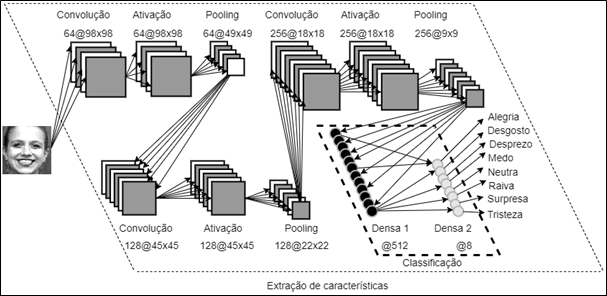 Convolução Ativação Pooling Convolução Ativação Pooling
64@98x98 64@98x98 64@49x49 256@18x18 256@18x18 256@9x9
Alegria
Desgosto
Desprezo
Medo
Neutra
Raiva
Surpresa
Tristeza
Convolução Ativação Pooling Densa 1 Densa 2
128@45x45 128@45x45 128@22x22 @512 @8
Classificação
Extração de características